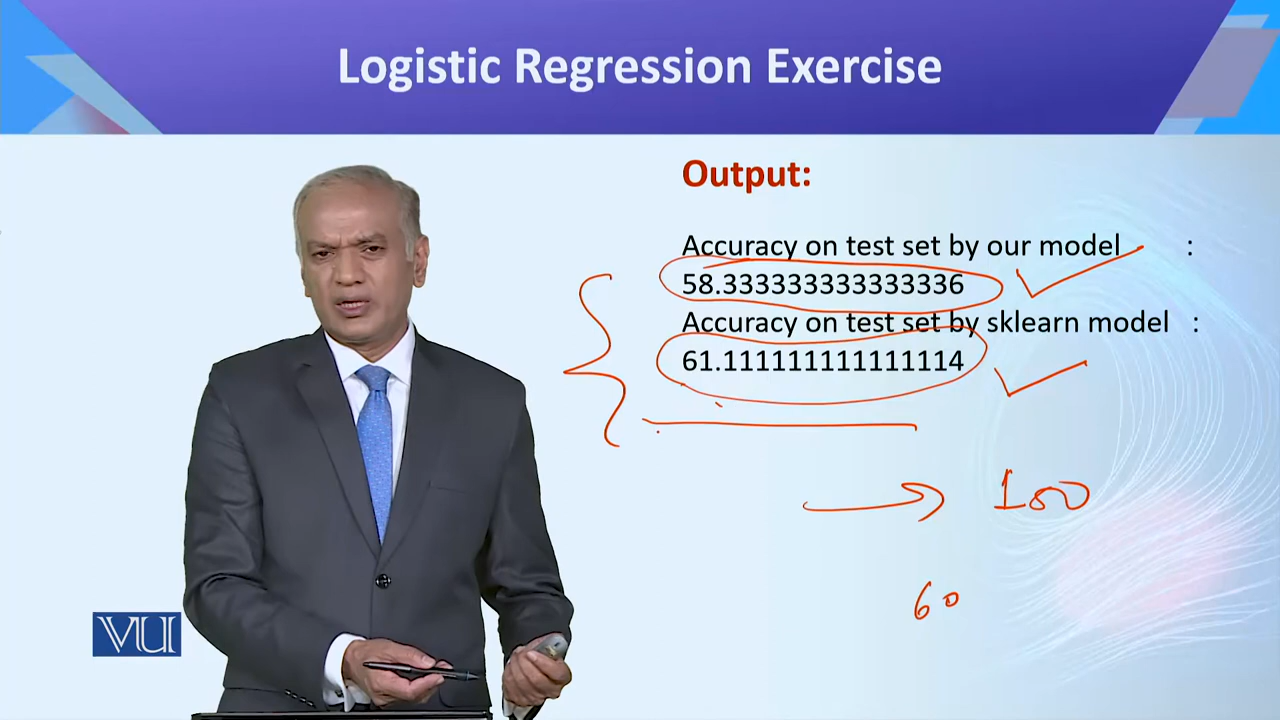 Logistic Regression Exercise
Output:
Accuracy on test set by our model :
58.333333333333336
Accuracy on test set by sklearn model :
61.111111111111114
100
60
VU